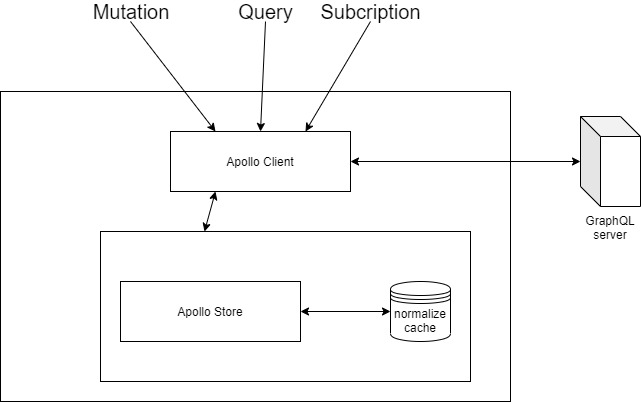 Mutation Query Subcription
Apollo Client
GraphQL
server
Apollo Store
normalize
cache